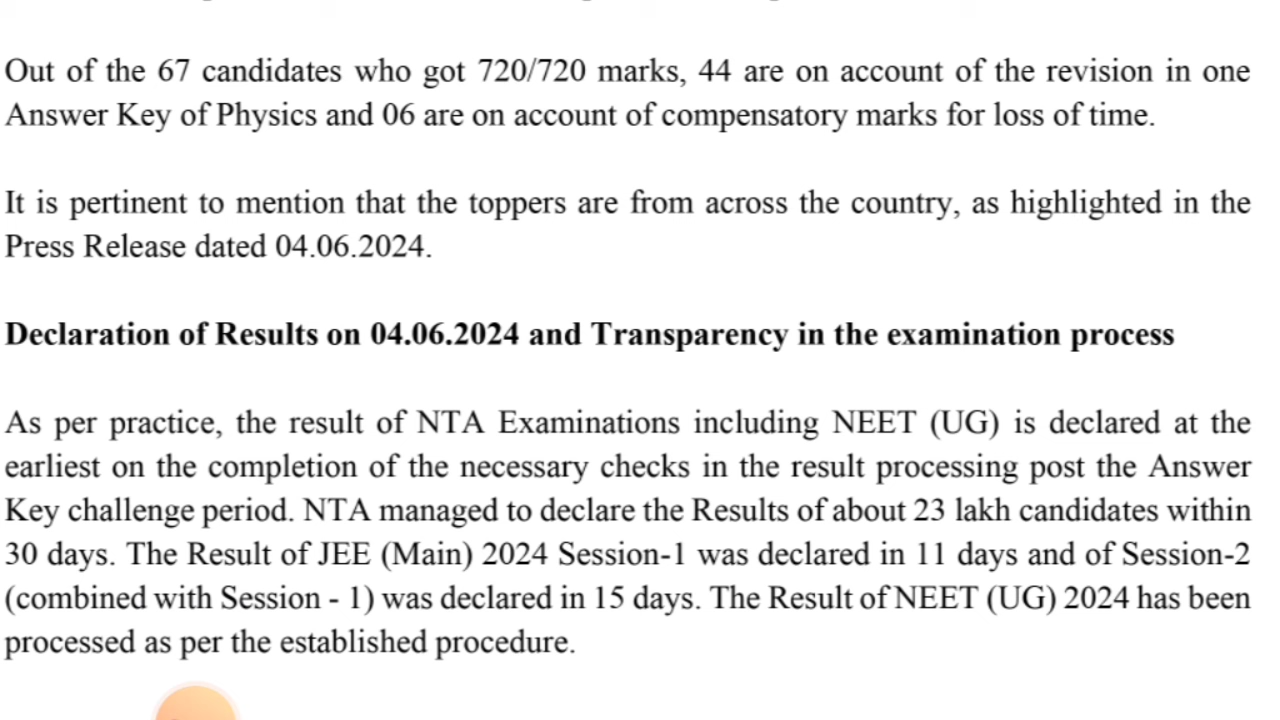 Out of the 67 candidates who got 720/720 marks, 44 are on account of the revision in one
Answer Key of Physics and 06 are on account of compensatory marks for loss of time.
It is pertinent to mention that the toppers are from across the country, as highlighted in the
Press Release dated 04.06.2024.
Declaration of Results on 04.06.2024 and Transparency in the examination process
As per practice, the result of NTA Examinations including NEET (UG) is declared at the
earliest on the completion of the necessary checks in the result processing post the Answer
Key challenge period. NTA managed to declare the Results of about 23 lakh candidates within
30 days. The Result of JEE (Main) 2024 Session-1 was declared in 11 days and of Session-2
(combined with Session - 1) was declared in 15 days. The Result of NEET (UG) 2024 has been
processed as per the established procedure.